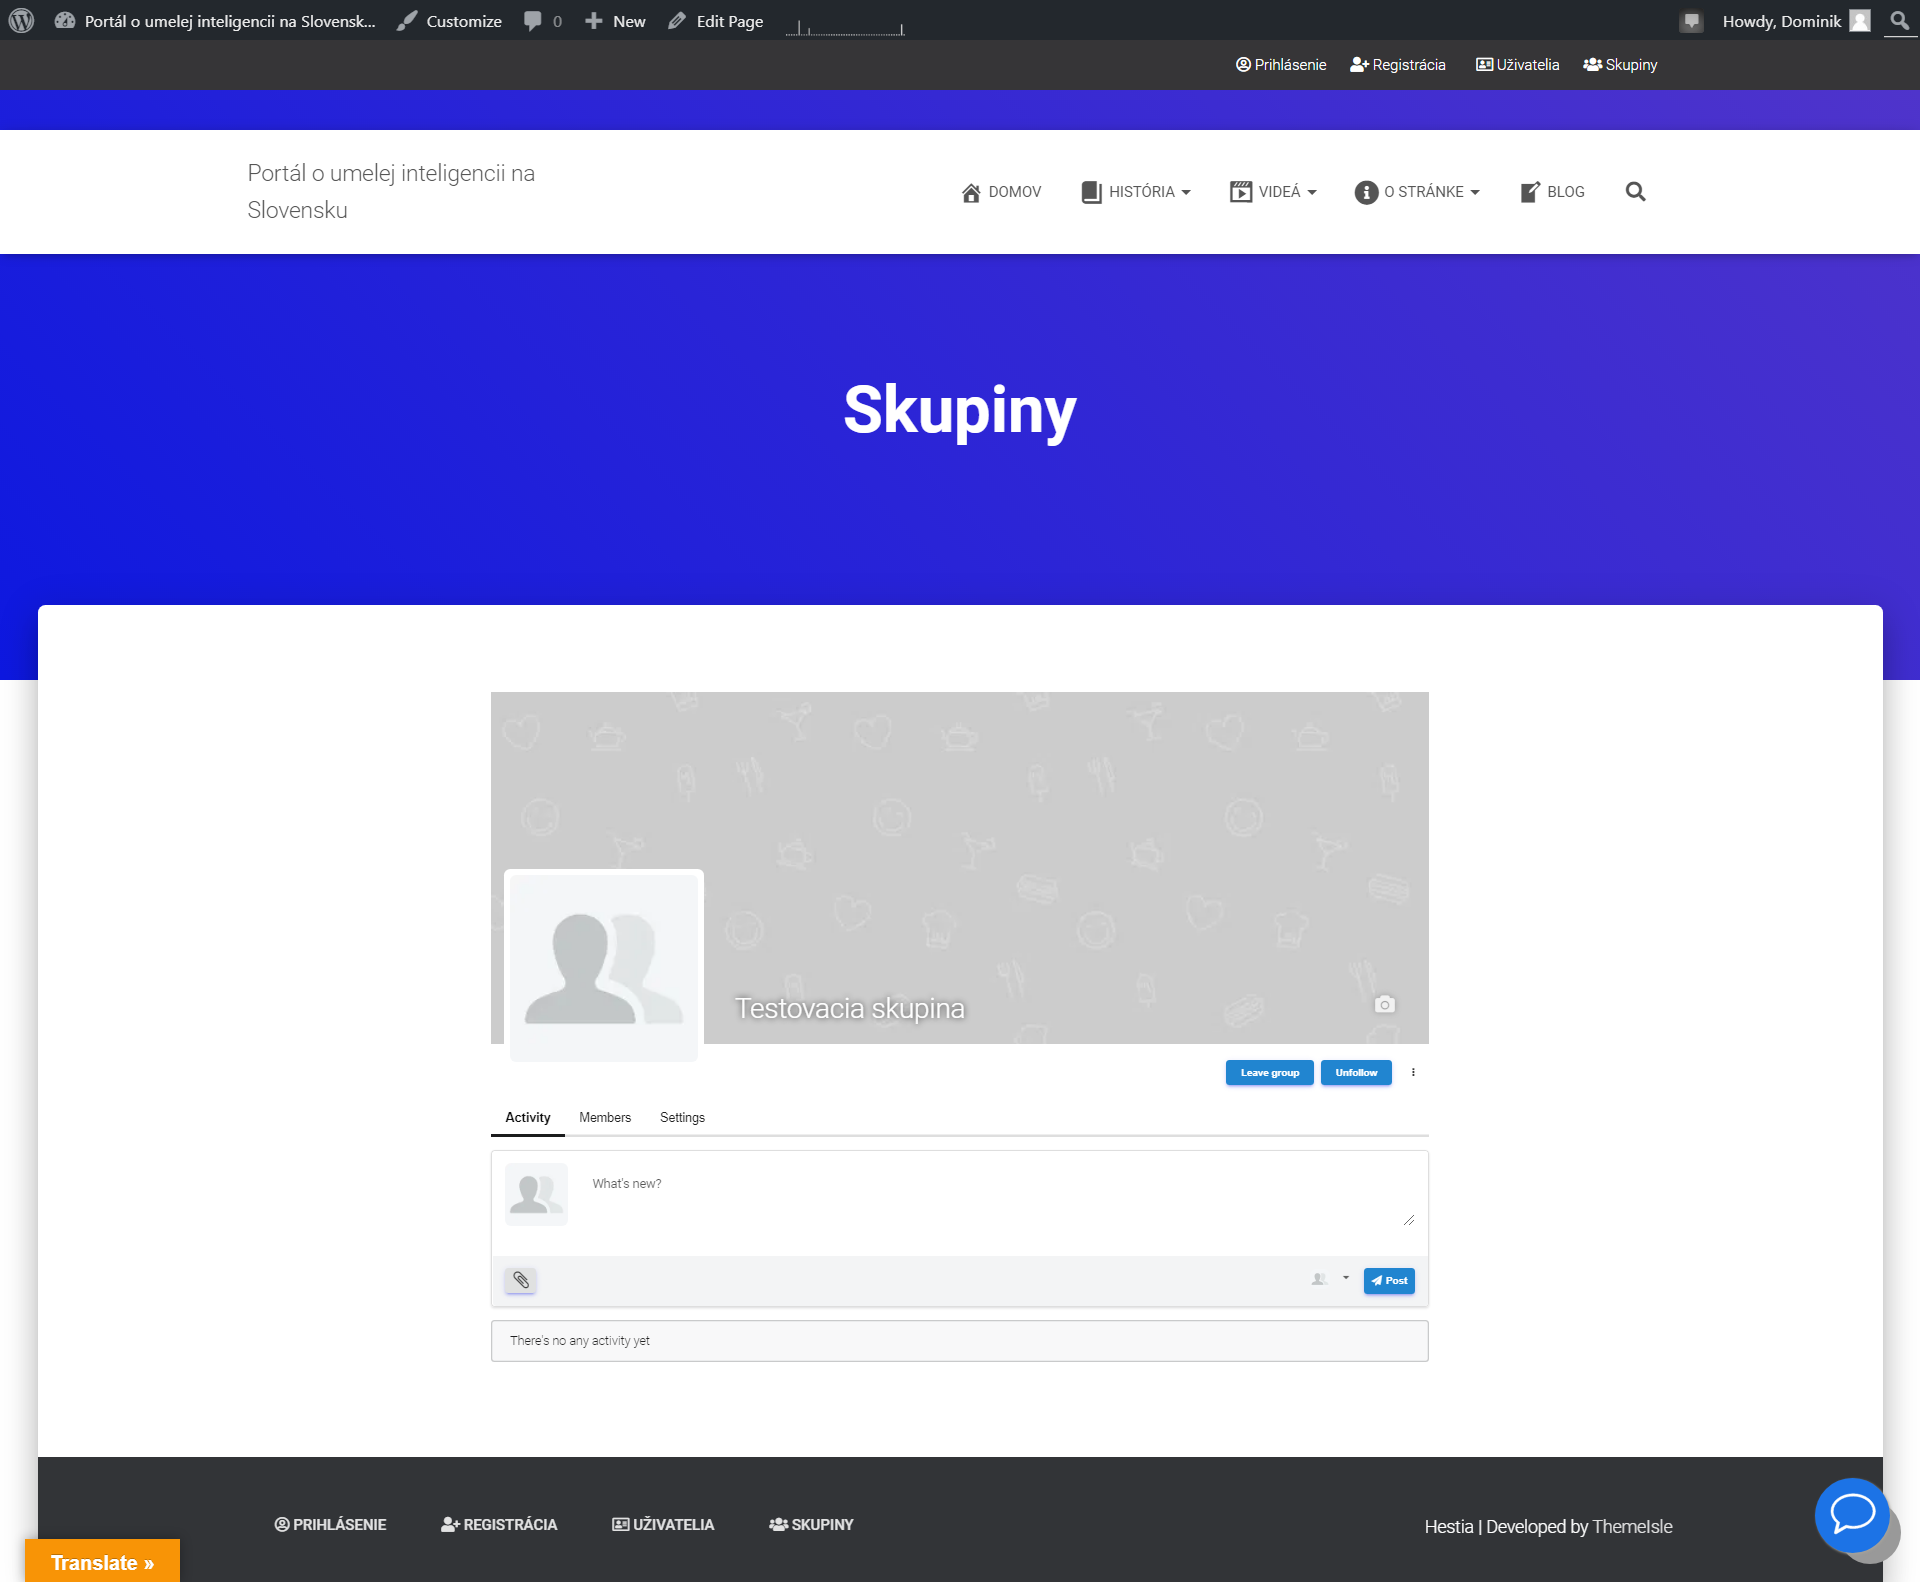 Portál o umelej inteligencii na Slovensk... Customize 0 New Edit Page Howdy, Dominik
Prihlásenie Registrácia Uživatelia Skupiny
Portál o umelej inteligencii na
Slovensku
DOMOV HISTÓRIA VIDEÁ O STRÁNKE BLOG
Skupiny
Testovacia skupina
Leave group Unfollow
Activity Members Settings
What's new?
Post
There's no any activity yet
PRIHLÁSENIE REGISTRÁCIA UŽIVATELIA SKUPINY
Hestia | Developed by ThemeIsle
Translate »